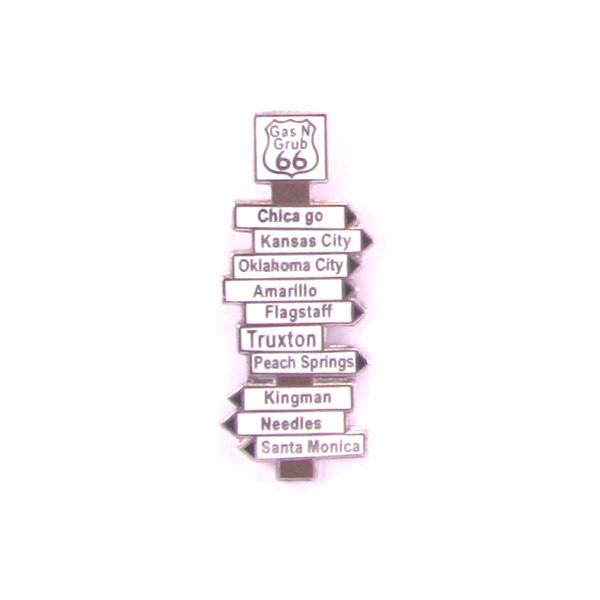 Gas N
Grub
66
Chica go
Kansas City
Oklahoma City
Amarillo
Flagstaff
Truxton
Peach Springs
Kingman
Needles
Santa Monica